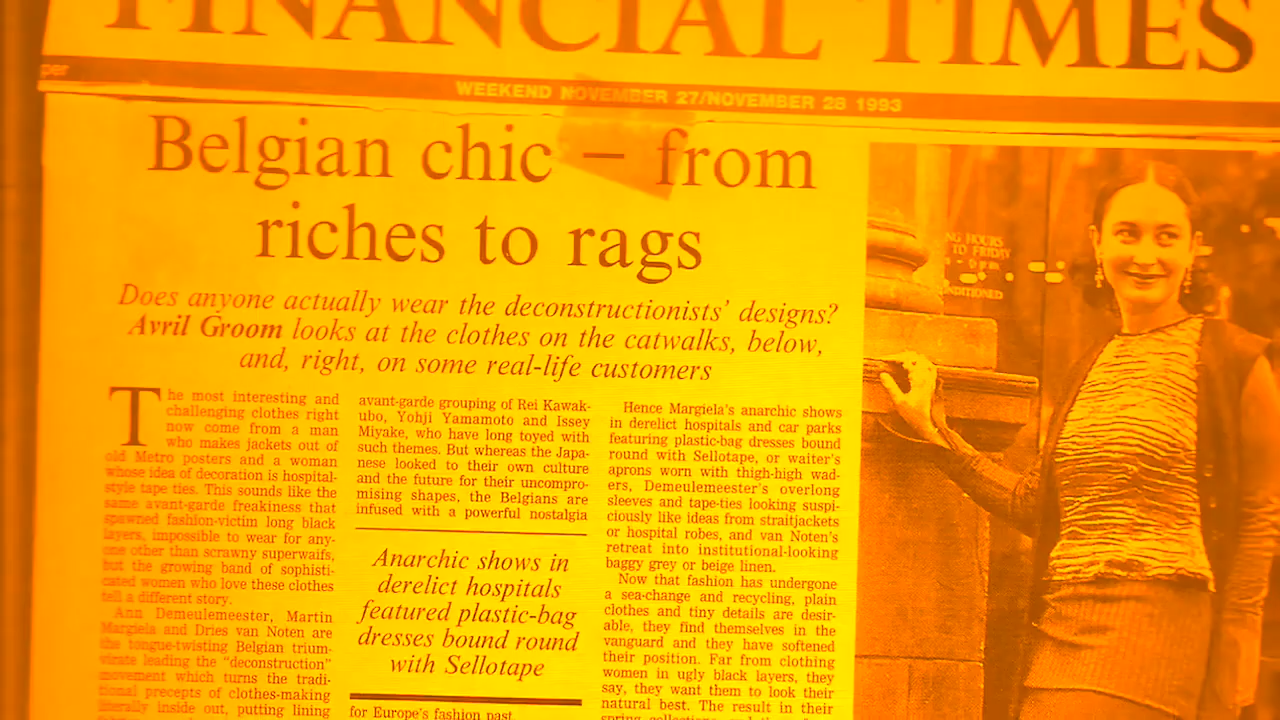 FINANCIAL TIMES
WEEKEND NOVEMBER 27/NOVEMBER 28 1993
Belgian chic – from
riches to rags
Does anyone actually wear the deconstructionists' designs?
Avril Groom looks at the clothes on the catwalks, below,
and, right, on some real-life customers
The most interesting and
challenging clothes right
now come from a man
who makes jackets out of
old Metro posters and a woman
whose idea of decoration is hospital-
style tape ties. This sounds like the
same avant-garde freakiness that
spawned fashion-victim long black
layers, impossible to wear for any-
one other than scrawny superwaifs,
but the growing band of sophisti-
cated women who love these clothes
tell a different story.
Ann Demeulemeester, Martin
Margiela and Dries van Noten are
the tongue-twisting Belgian trium-
virate leading the "deconstruction"
movement which turns the tradi-
tional precepts of clothes-making
literally inside out, putting lining
avant-garde grouping of Rei Kawak-
ubo, Yohji Yamamoto and Issey
Miyake, who have long toyed with
such themes. But whereas the Japa-
nese looked to their own culture
and the future for their uncompro-
mising shapes, the Belgians are
infused with a powerful nostalgia
Anarchic shows in
derelict hospitals
featured plastic-bag
dresses bound round
with Sellotape
for Europe's fashion past.
Hence Margiela's anarchic shows
in derelict hospitals and car parks
featuring plastic-bag dresses bound
round with Sellotape, or waiter's
aprons worn with thigh-high wad-
ers, Demeulemeester's overlong
sleeves and tape-ties looking suspi-
ciously like ideas from straitjackets
or hospital robes, and van Noten's
retreat into institutional-looking
baggy grey or beige linen.
Now that fashion has undergone
a sea-change and recycling, plain
clothes and tiny details are desir-
able, they find themselves in the
vanguard and they have softened
their position. Far from clothing
women in ugly black layers, they
say, they want them to look their
natural best. The result in their
spring
NG HOURS
TO FRIDAY
NDITIONED